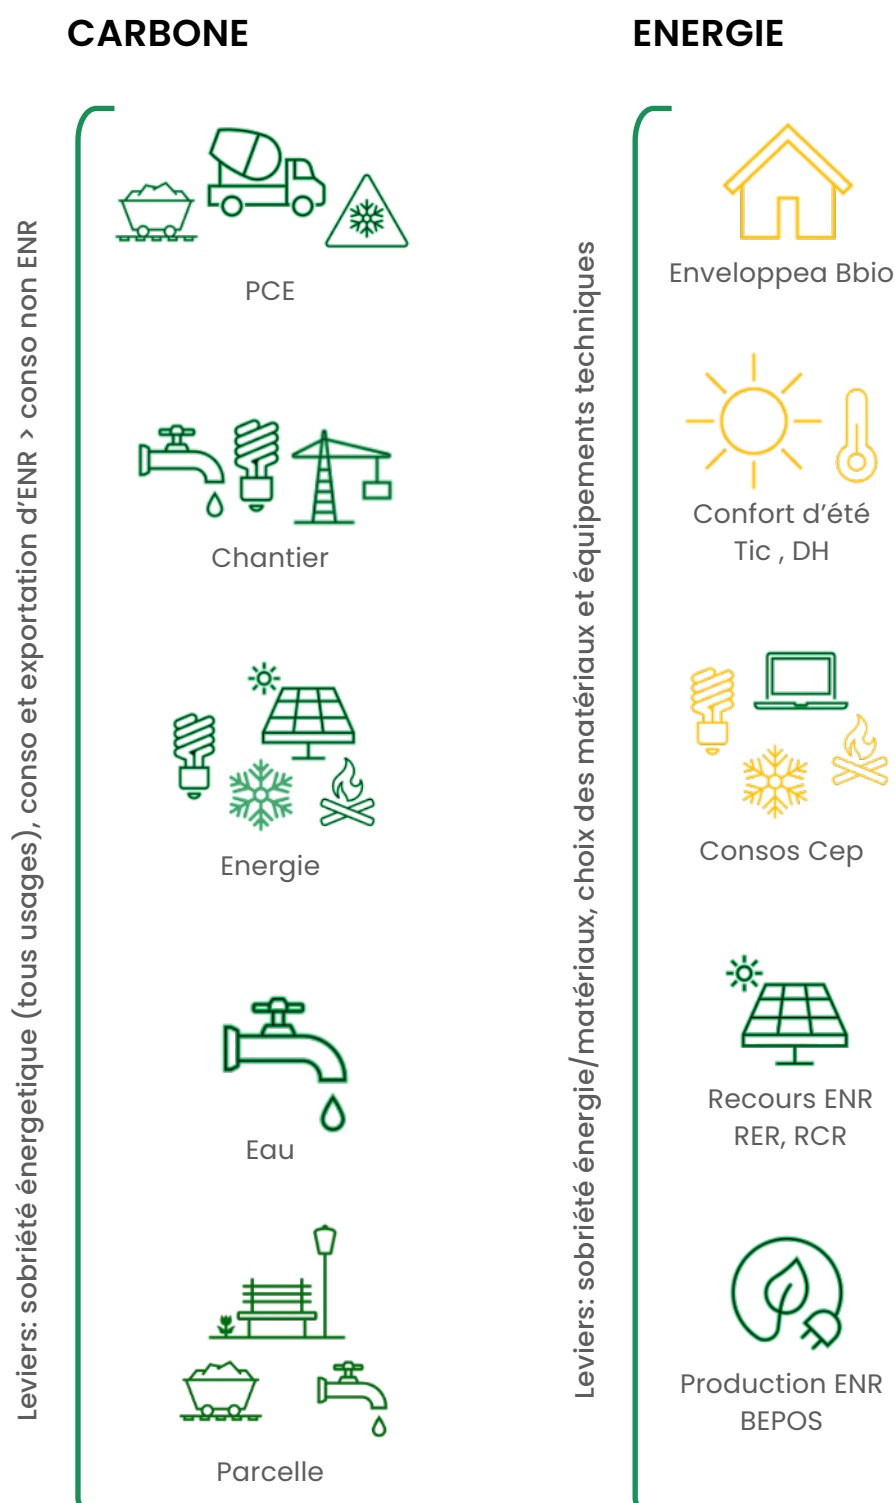 CARBONE
Leviers: sobriété énergetique (tous usages), conso et exportation d'ENR > conso non ENR
PCE
Chantier
Energie
Eau
Parcelle
ENERGIE
Leviers: sobriété énergie/matériaux, choix des matériaux et équipements techniques
Enveloppea Bbio
Confort d'été
Tic , DH
Consos Cep
Recours ENR
RER, RCR
Production ENR
BEPOS